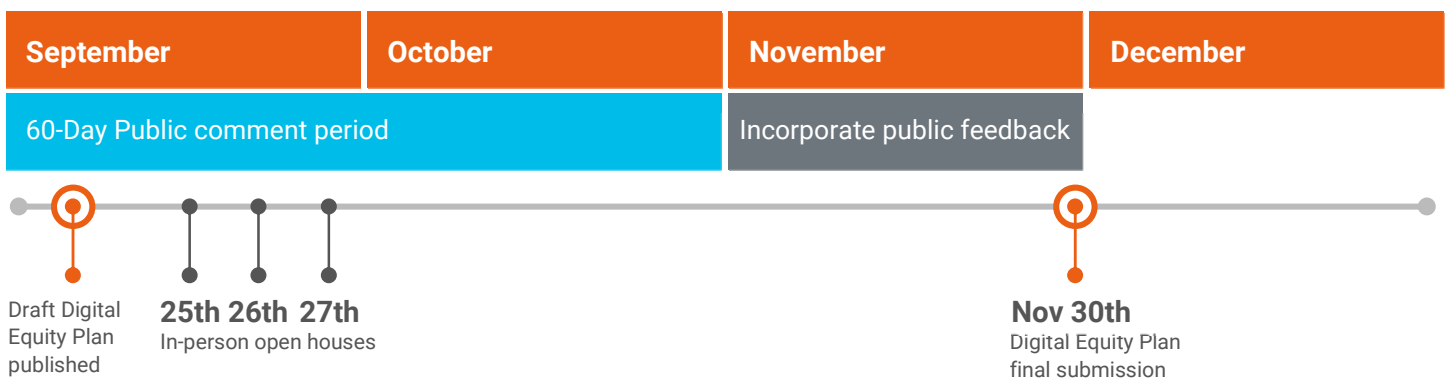 September
October
November
December
60-Day Public comment period
Incorporate public feedback
Draft Digital
Equity Plan
published
25th 26th 27th
In-person open houses
Nov 30th
Digital Equity Plan
final submission